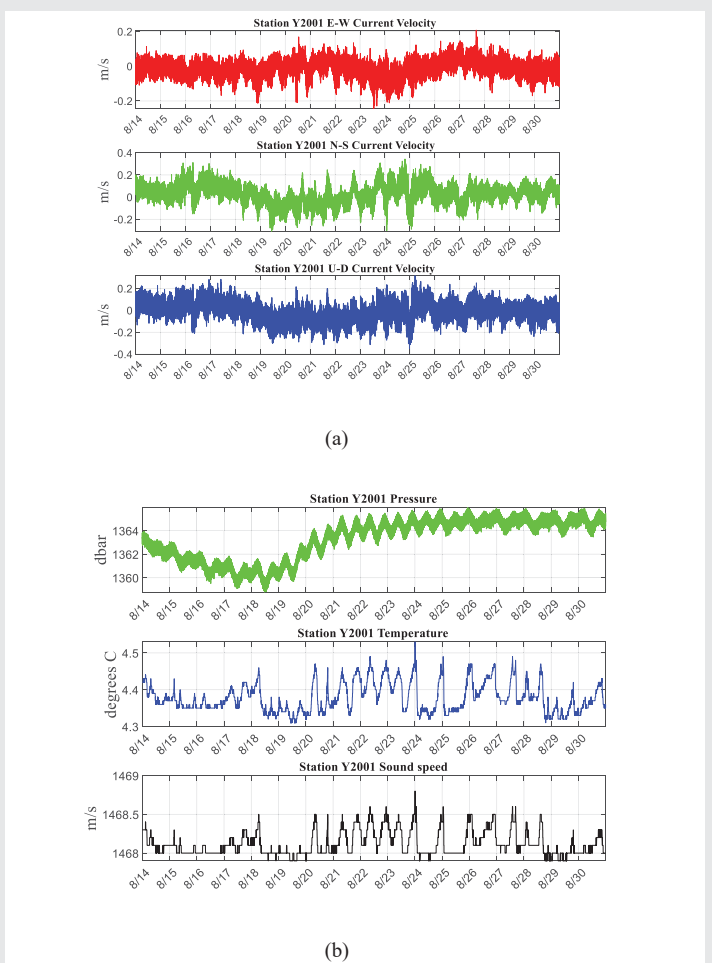 Station Y2001 E-W Current Velocity
0.2
0
-0.2
m/s
8/14 8/15 8/16 8/17 8/18 8/19 8/20 8/21 8/22 8/23 8/24 8/25 8/26 8/27 8/28 8/29 8/30
Station Y2001 N-S Current Velocity
0.4
0.2
0
-0.2
m/s
8/14 8/15 8/16 8/17 8/18 8/19 8/20 8/21 8/22 8/23 8/24 8/25 8/26 8/27 8/28 8/29 8/30
Station Y2001 U-D Current Velocity
0.2
0
-0.2
-0.4
m/s
8/14 8/15 8/16 8/17 8/18 8/19 8/20 8/21 8/22 8/23 8/24 8/25 8/26 8/27 8/28 8/29 8/30
(a)
Station Y2001 Pressure
1364
1362
1360
dbar
8/14 8/15 8/16 8/17 8/18 8/19 8/20 8/21 8/22 8/23 8/24 8/25 8/26 8/27 8/28 8/29 8/30
Station Y2001 Temperature
4.5
4.4
4.3
degrees C
8/14 8/15 8/16 8/17 8/18 8/19 8/20 8/21 8/22 8/23 8/24 8/25 8/26 8/27 8/28 8/29 8/30
Station Y2001 Sound speed
1469
1468.5
1468
m/s
8/14 8/15 8/16 8/17 8/18 8/19 8/20 8/21 8/22 8/23 8/24 8/25 8/26 8/27 8/28 8/29 8/30
(b)